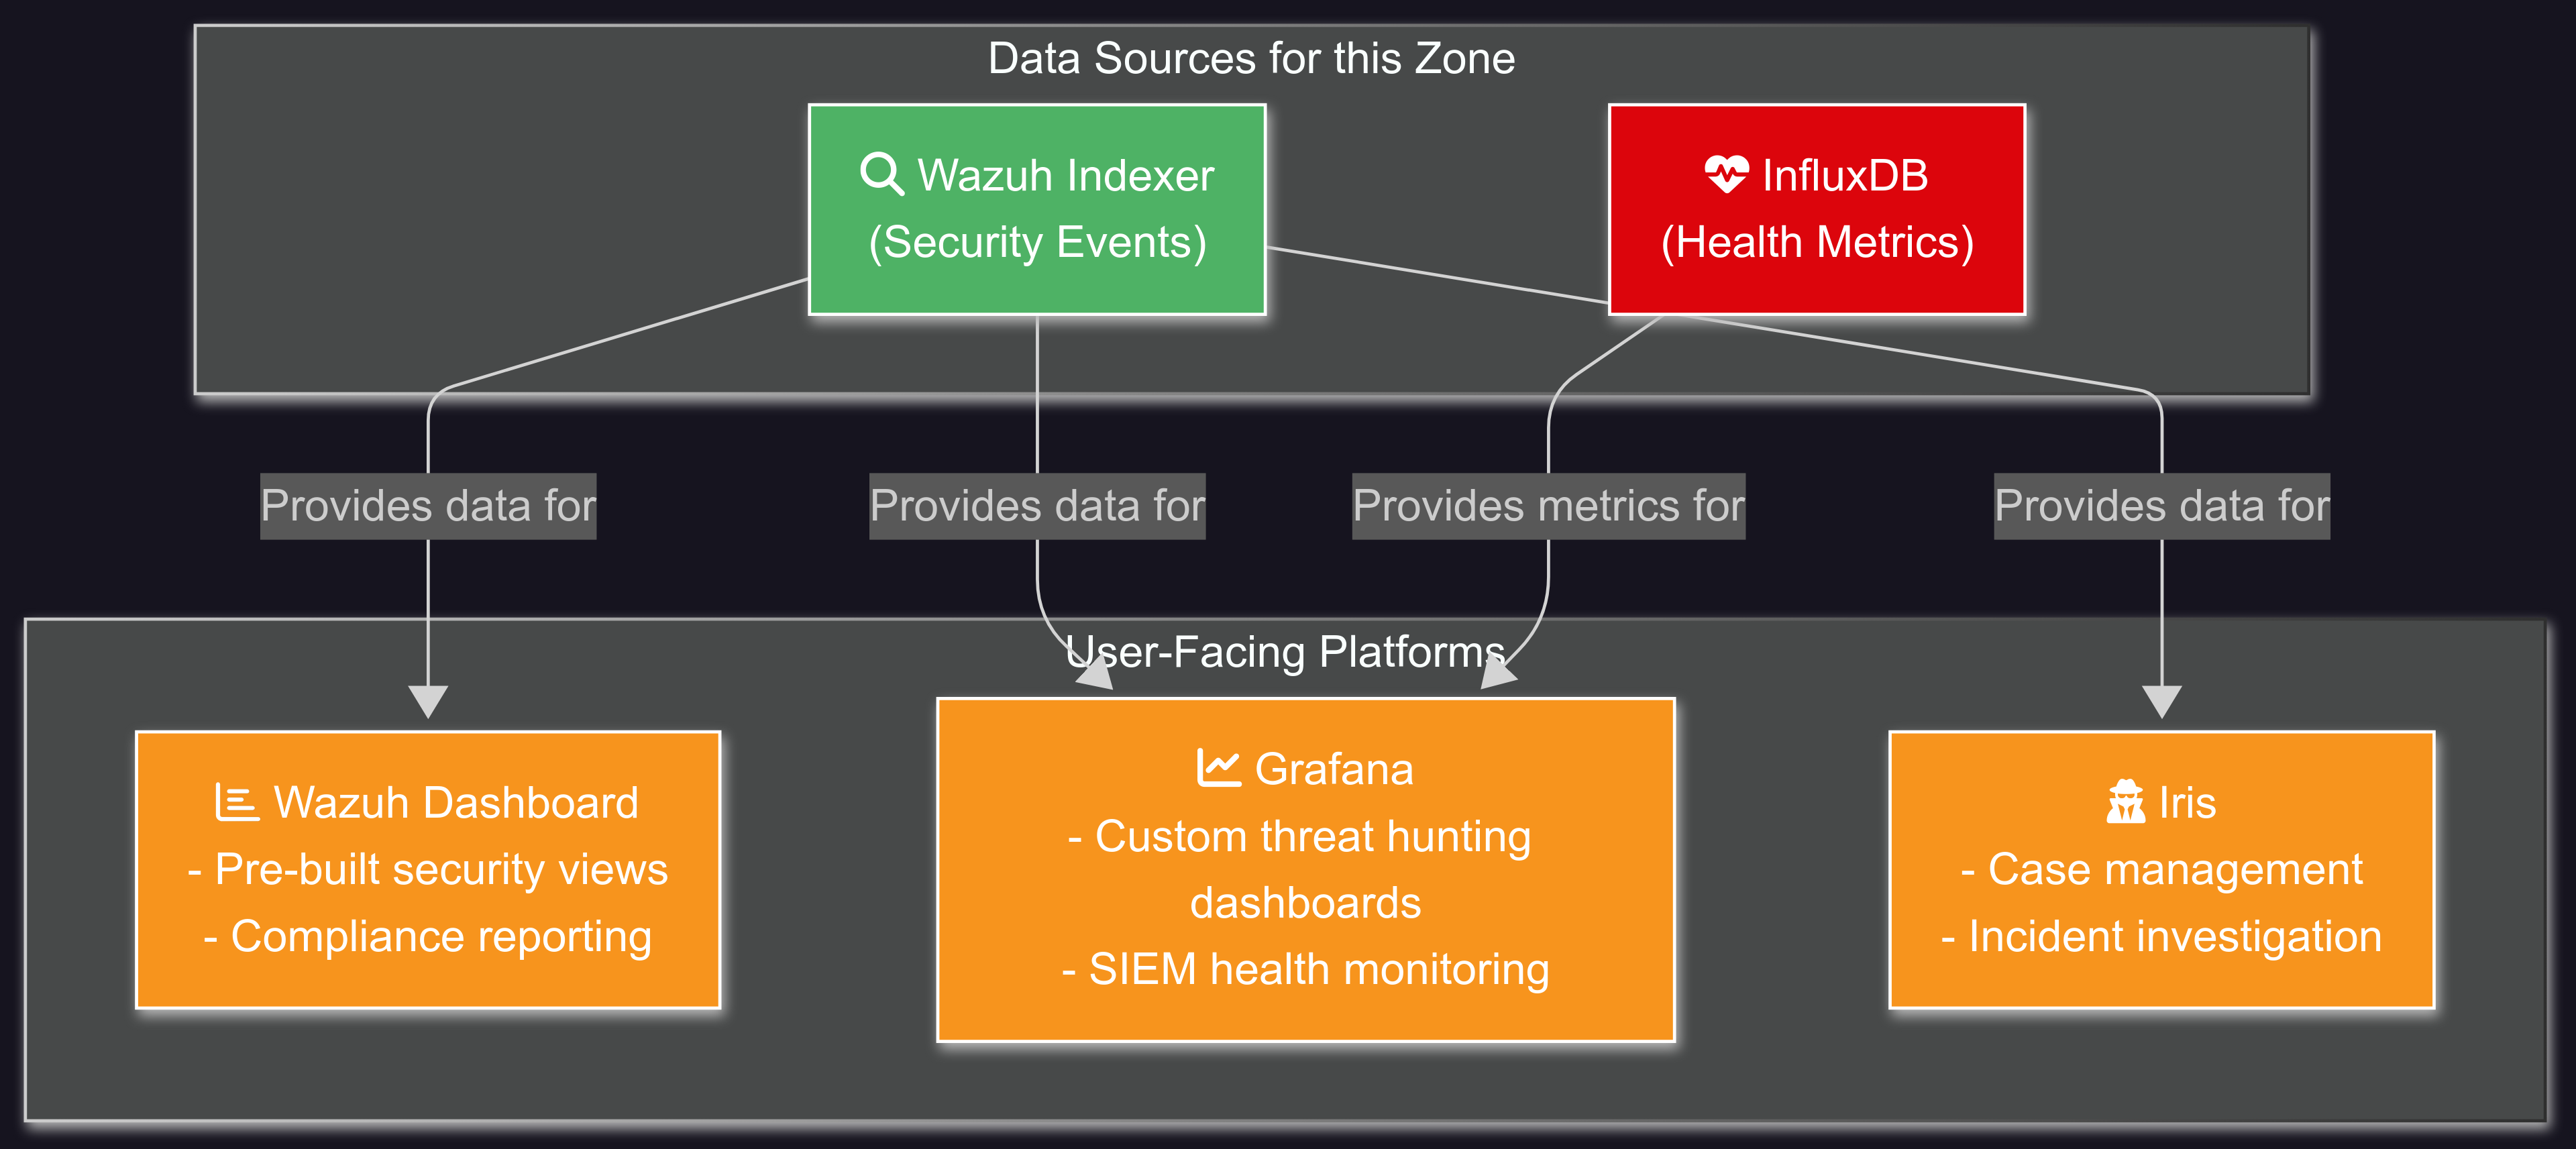 Data Sources for this Zone
Wazuh Indexer
(Security Events)
InfluxDB
(Health Metrics)
Provides data for
Provides data for
Provides metrics for
Provides data for
User-Facing Platforms
Wazuh Dashboard
- Pre-built security views
- Compliance reporting
Grafana
- Custom threat hunting
dashboards
- SIEM health monitoring
Iris
- Case management
- Incident investigation